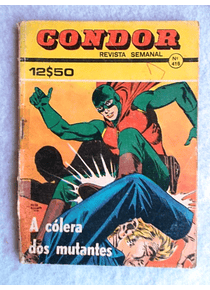 CONDOR
REVISTA SEMANAL
12$50
Nº
415
A cólera
dos mutantes